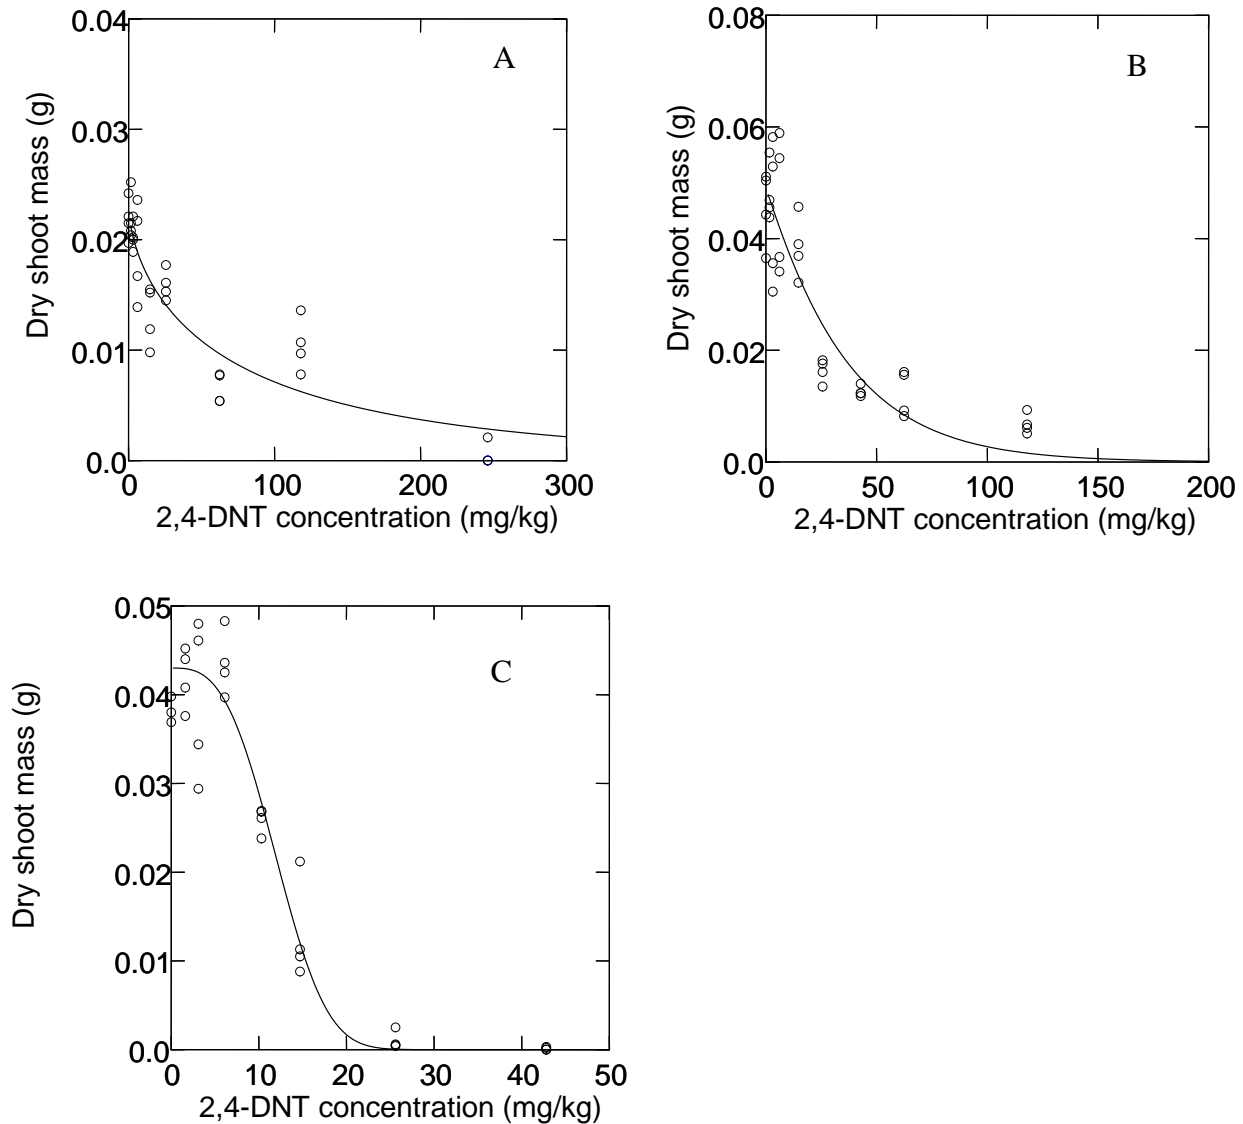 0.04
A
0.03
0.02
0.01
0.0
0 100 200 300
Dry shoot mass (g)
2,4-DNT concentration (mg/kg)
0.08
B
0.06
0.04
0.02
0.0
0 50 100 150 200
Dry shoot mass (g)
2,4-DNT concentration (mg/kg)
0.05
C
0.04
0.03
0.02
0.01
0.0
0 10 20 30 40 50
Dry shoot mass (g)
2,4-DNT concentration (mg/kg)